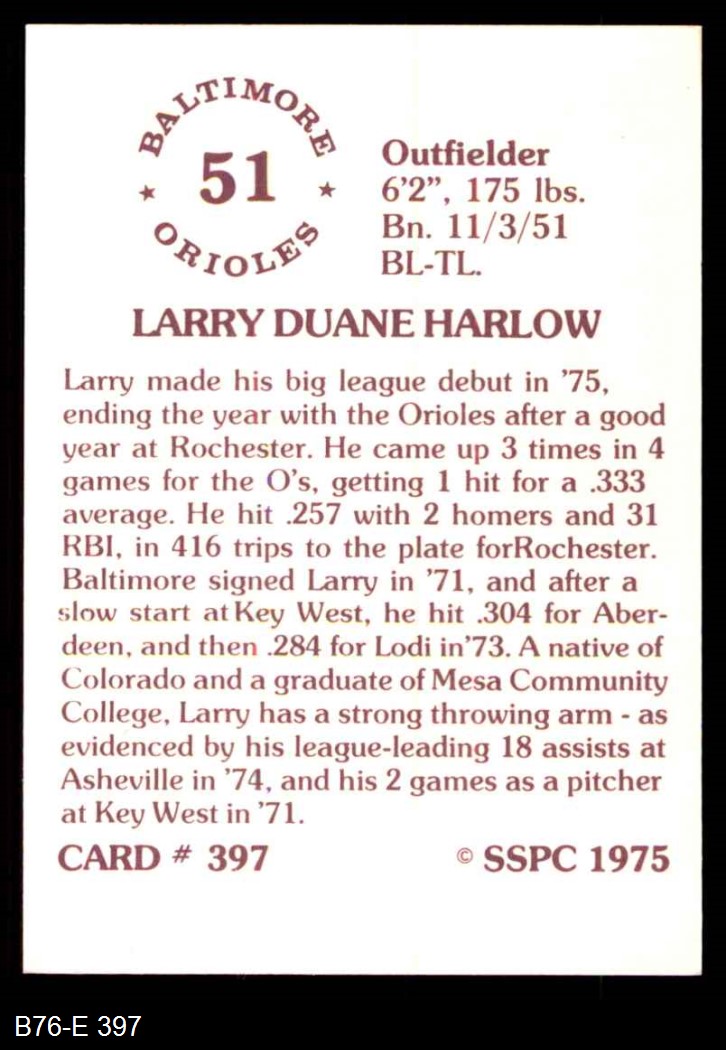 BALTIMORE
51
★ ★
ORIOLES
Outfielder
6'2”, 175 lbs.
Bn. 11/3/51
BL-TL.
LARRY DUANE HARLOW
Larry made his big league debut in ’75,
ending the year with the Orioles after a good
year at Rochester. He came up 3 times in 4
games for the O’s, getting 1 hit for a .333
average. He hit .257 with 2 homers and 31
RBI, in 416 trips to the plate forRochester.
Baltimore signed Larry in ’71, and after a
slow start at Key West, he hit .304 for Aber-
deen, and then .284 for Lodi in’73. A native of
Colorado and a graduate of Mesa Community
College, Larry has a strong throwing arm - as
evidenced by his league-leading 18 assists at
Asheville in ’74, and his 2 games as a pitcher
at Key West in ’71.
CARD # 397
© SSPC 1975
B76-E 397